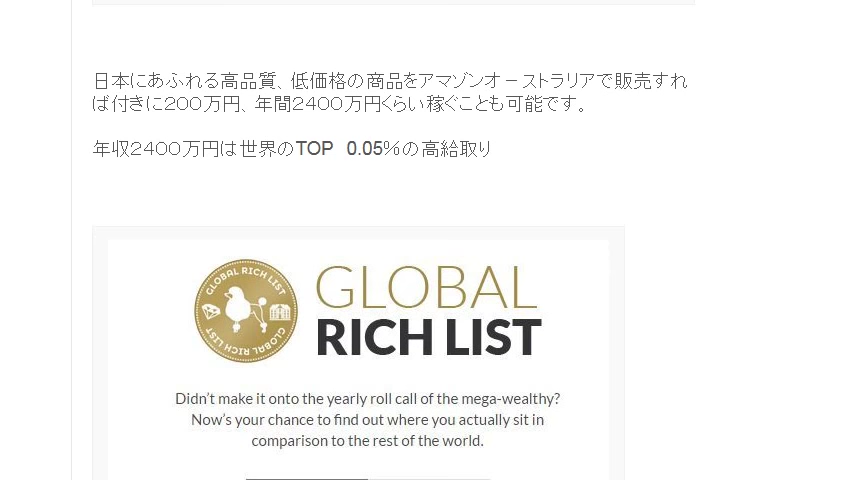 日本にあふれる高品質、低価格の商品をアマゾンオーストラリアで販売すれ
ば付きに２００万円、年間２４００万円くらい稼ぐことも可能です。
年収２４００万円は世界のTOP　0.05％の高給取り
GLOBAL RICH LIST
GLOBAL RICH LIST
GLOBAL
RICH LIST
Didn't make it onto the yearly roll call of the mega-wealthy?
Now's your chance to find out where you actually sit in
comparison to the rest of the world.